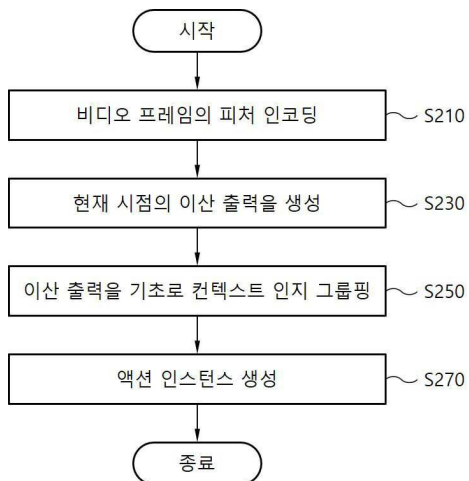 시작
비디오 프레임의 피처 인코딩
S210
현재 시점의 이산 출력을 생성
S230
이산 출력을 기초로 컨텍스트 인지 그룹핑
S250
액션 인스턴스 생성
S270
종료